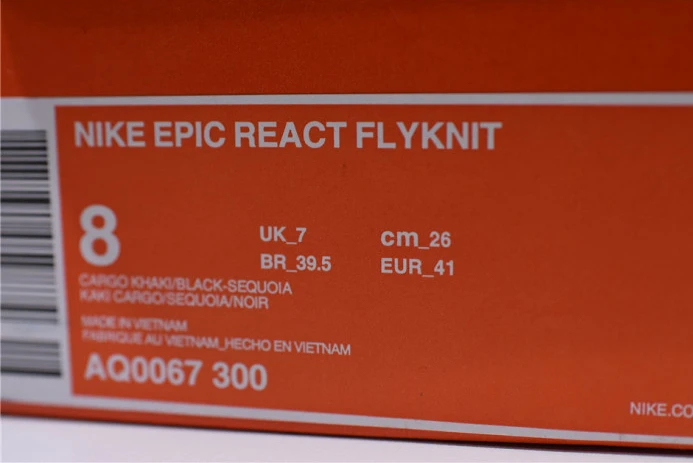 NIKE EPIC REACT FLYKNIT
8
UK_7 cm_26
BR_39.5 EUR_41
CARGO KHAKI/BLACK-SEQUOIA
KAKI CARGO/SEQUOIA/NOIR
MADE IN VIETNAM
FABRIQUE AU VIETNAM_HECHO EN VIETNAM
AQ0067 300
NIKE.CO